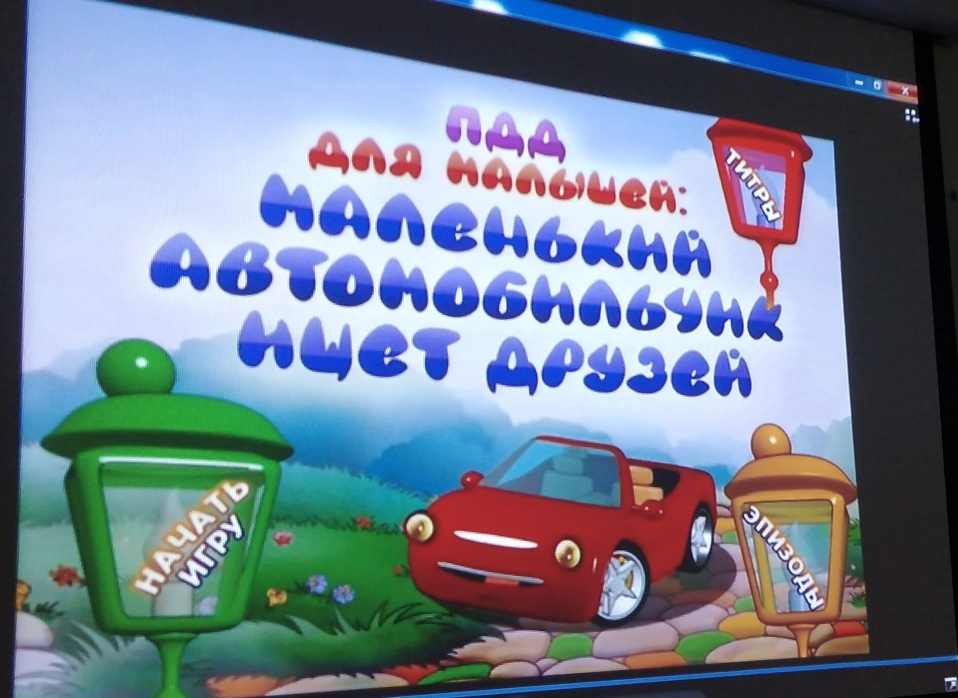 ПДД
ДЛЯ МАЛЫШЕЙ:
МАЛЕНЬКИЙ
АВТОМОБИЛЬЧИК
ИЩЕТ ДРУЗЕЙ
ТИТРЫ
НАЧАТЬ
ИГРУ
ЭПИЗОДЫ